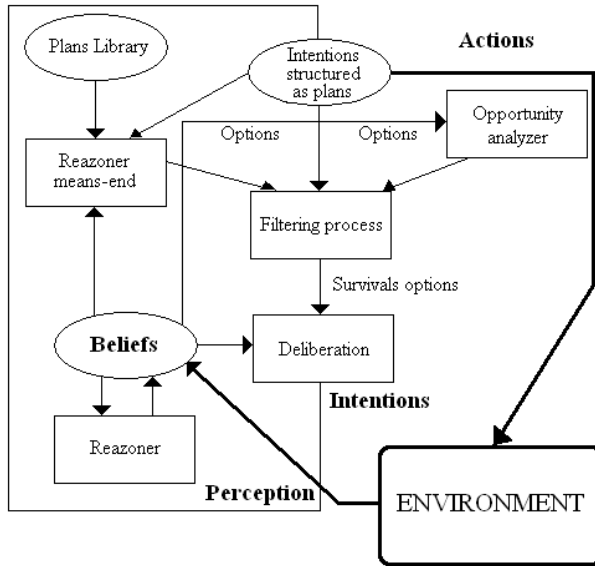 Plans Library
Intentions
structured
as plans
Actions
Opportunity
analyzer
Options
Options
Reazoner
means-end
Filtering process
Survivals options
Beliefs
Deliberation
Intentions
Reazoner
Perception
ENVIRONMENT